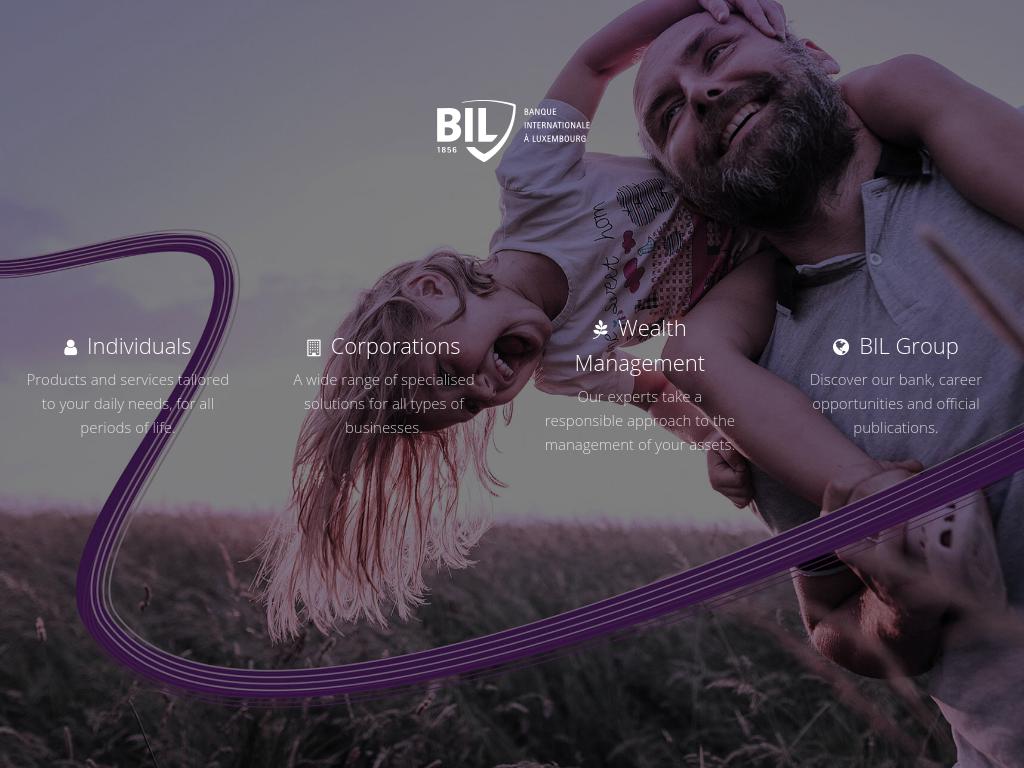 BIL
1856
BANQUE
INTERNATIONALE
À LUXEMBOURG
Individuals
Products and services tailored
to your daily needs, for all
periods of life.
Corporations
A wide range of specialised
solutions for all types of
businesses.
Wealth
Management
Our experts take a
responsible approach to the
management of your assets.
BIL Group
Discover our bank, career
opportunities and official
publications.